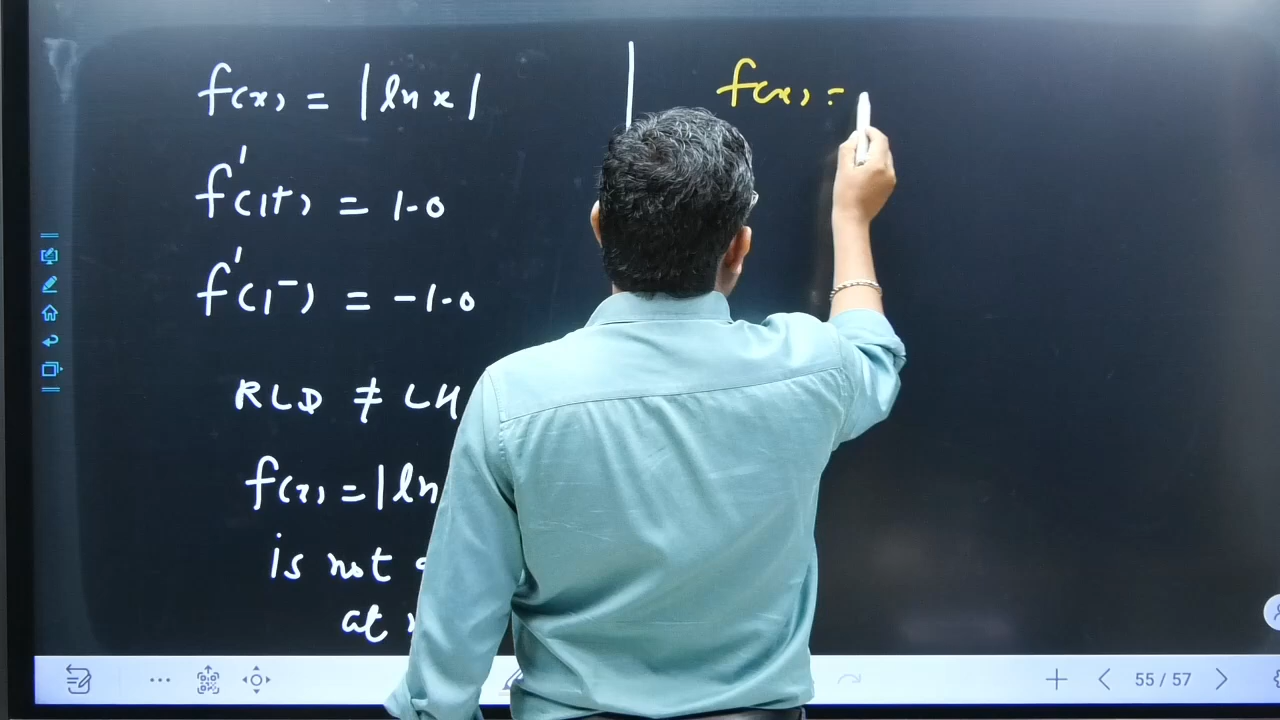 f(x) = |ln x|
f'(1+) = 1.0
f'(1-) = -1.0
RLD ≠ LH
f(x) = |ln
is not
at
f(x) =
55 / 57